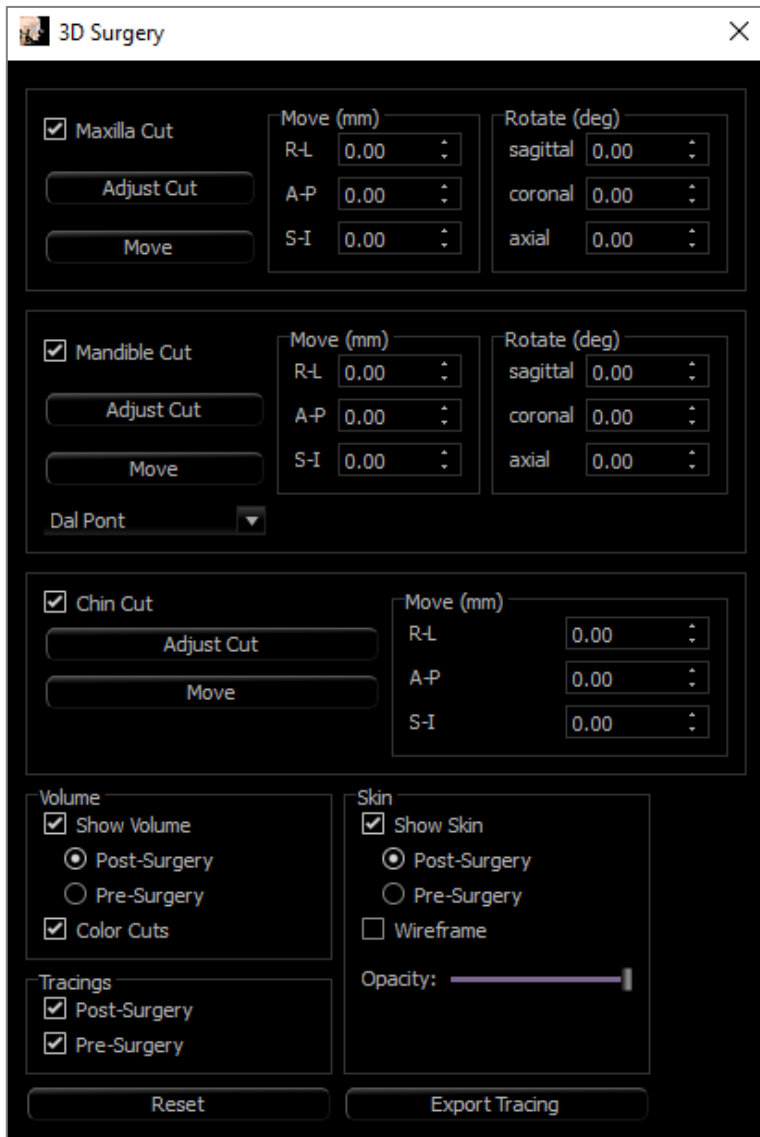 3D Surgery
Maxilla Cut
Adjust Cut
Move
Move (mm)
R-L 0.00
A-P 0.00
S-I 0.00
Rotate (deg)
sagittal 0.00
coronal 0.00
axial 0.00
Mandible Cut
Adjust Cut
Move
Dal Pont
Move (mm)
R-L 0.00
A-P 0.00
S-I 0.00
Rotate (deg)
sagittal 0.00
coronal 0.00
axial 0.00
Chin Cut
Adjust Cut
Move
Move (mm)
R-L 0.00
A-P 0.00
S-I 0.00
Volume
Show Volume
Post-Surgery
Pre-Surgery
Color Cuts
Skin
Show Skin
Post-Surgery
Pre-Surgery
Wireframe
Opacity:
Tracings
Post-Surgery
Pre-Surgery
Reset
Export Tracing